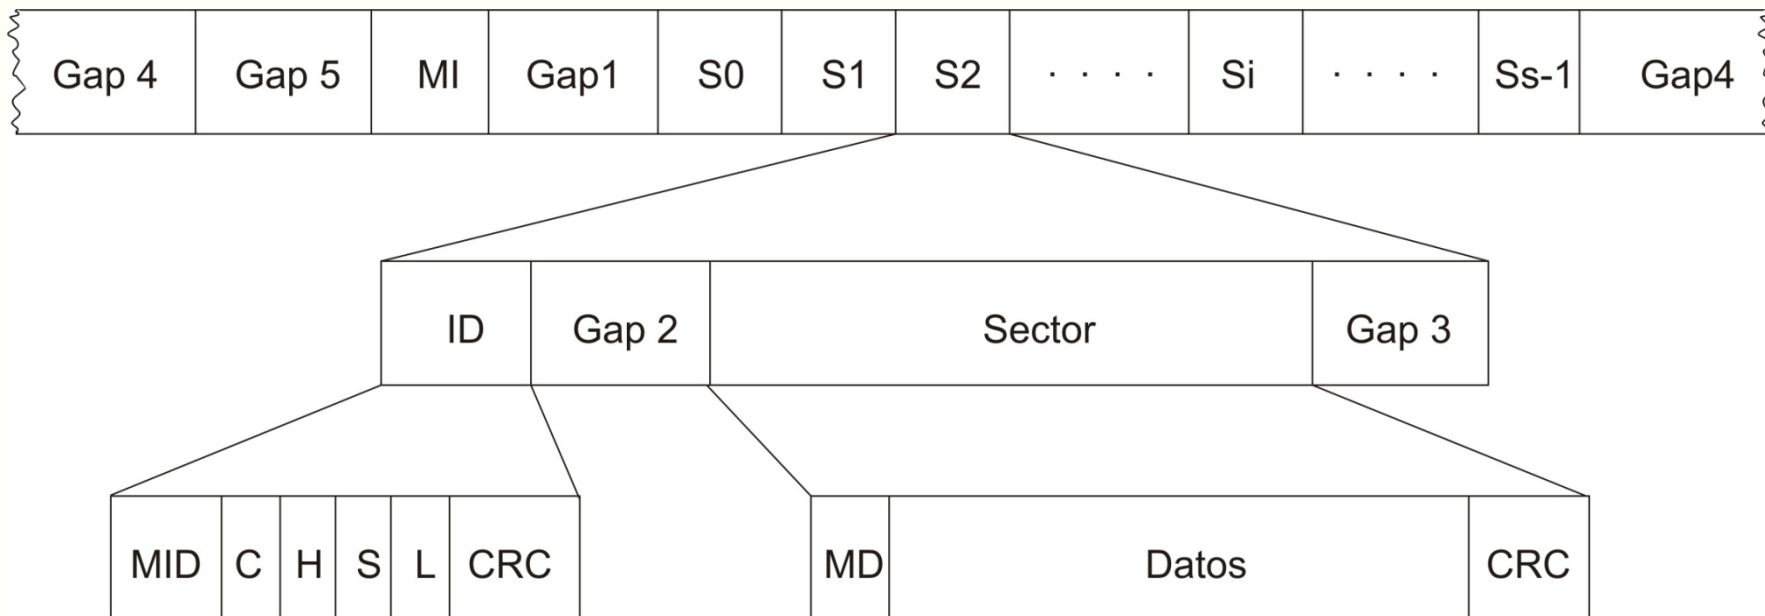 Gap 4 Gap 5 MI Gap1 S0 S1 S2 . . . . Si . . . . Ss-1 Gap4
ID Gap 2 Sector Gap 3
MID C H S L CRC MD Datos CRC